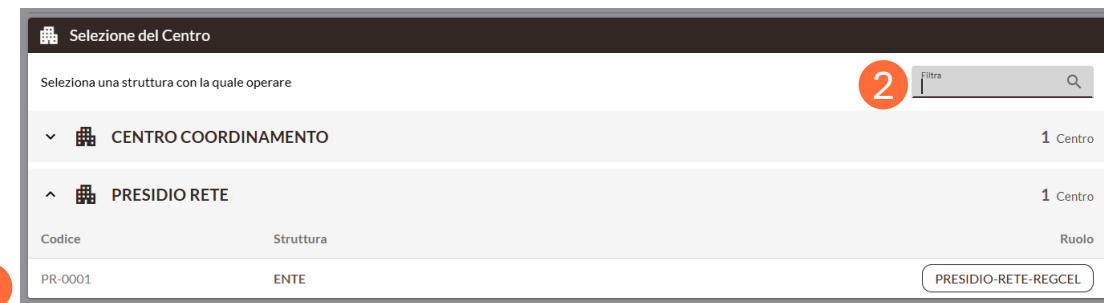 Selezione del Centro
Seleziona una struttura con la quale operare
2
Filtra
CENTRO COORDINAMENTO
1 Centro
PRESIDIO RETE
1 Centro
Codice Struttura Ruolo
PR-0001 ENTE PRESIDIO-RETE-REGCEL